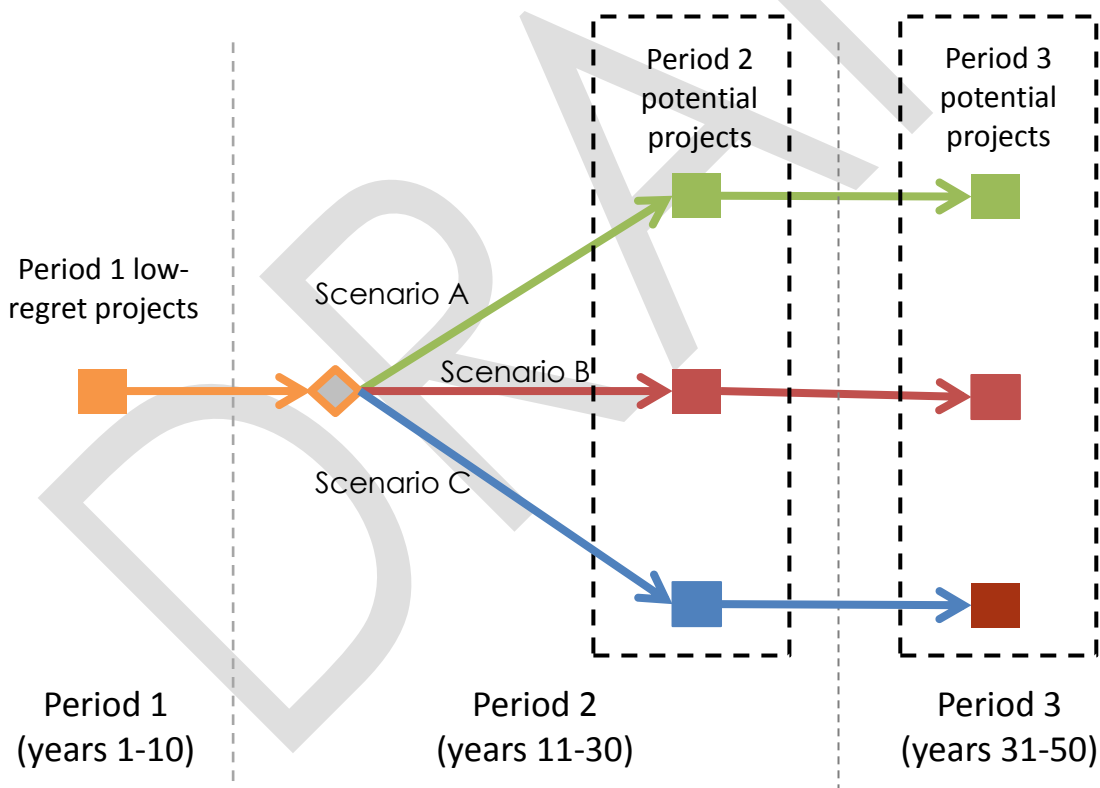 Period 2
potential
projects
Period 3
potential
projects
Period 1 low-
regret projects
Scenario A
Scenario B
Scenario C
Period 1
(years 1-10)
Period 2
(years 11-30)
Period 3
(years 31-50)
DRAF